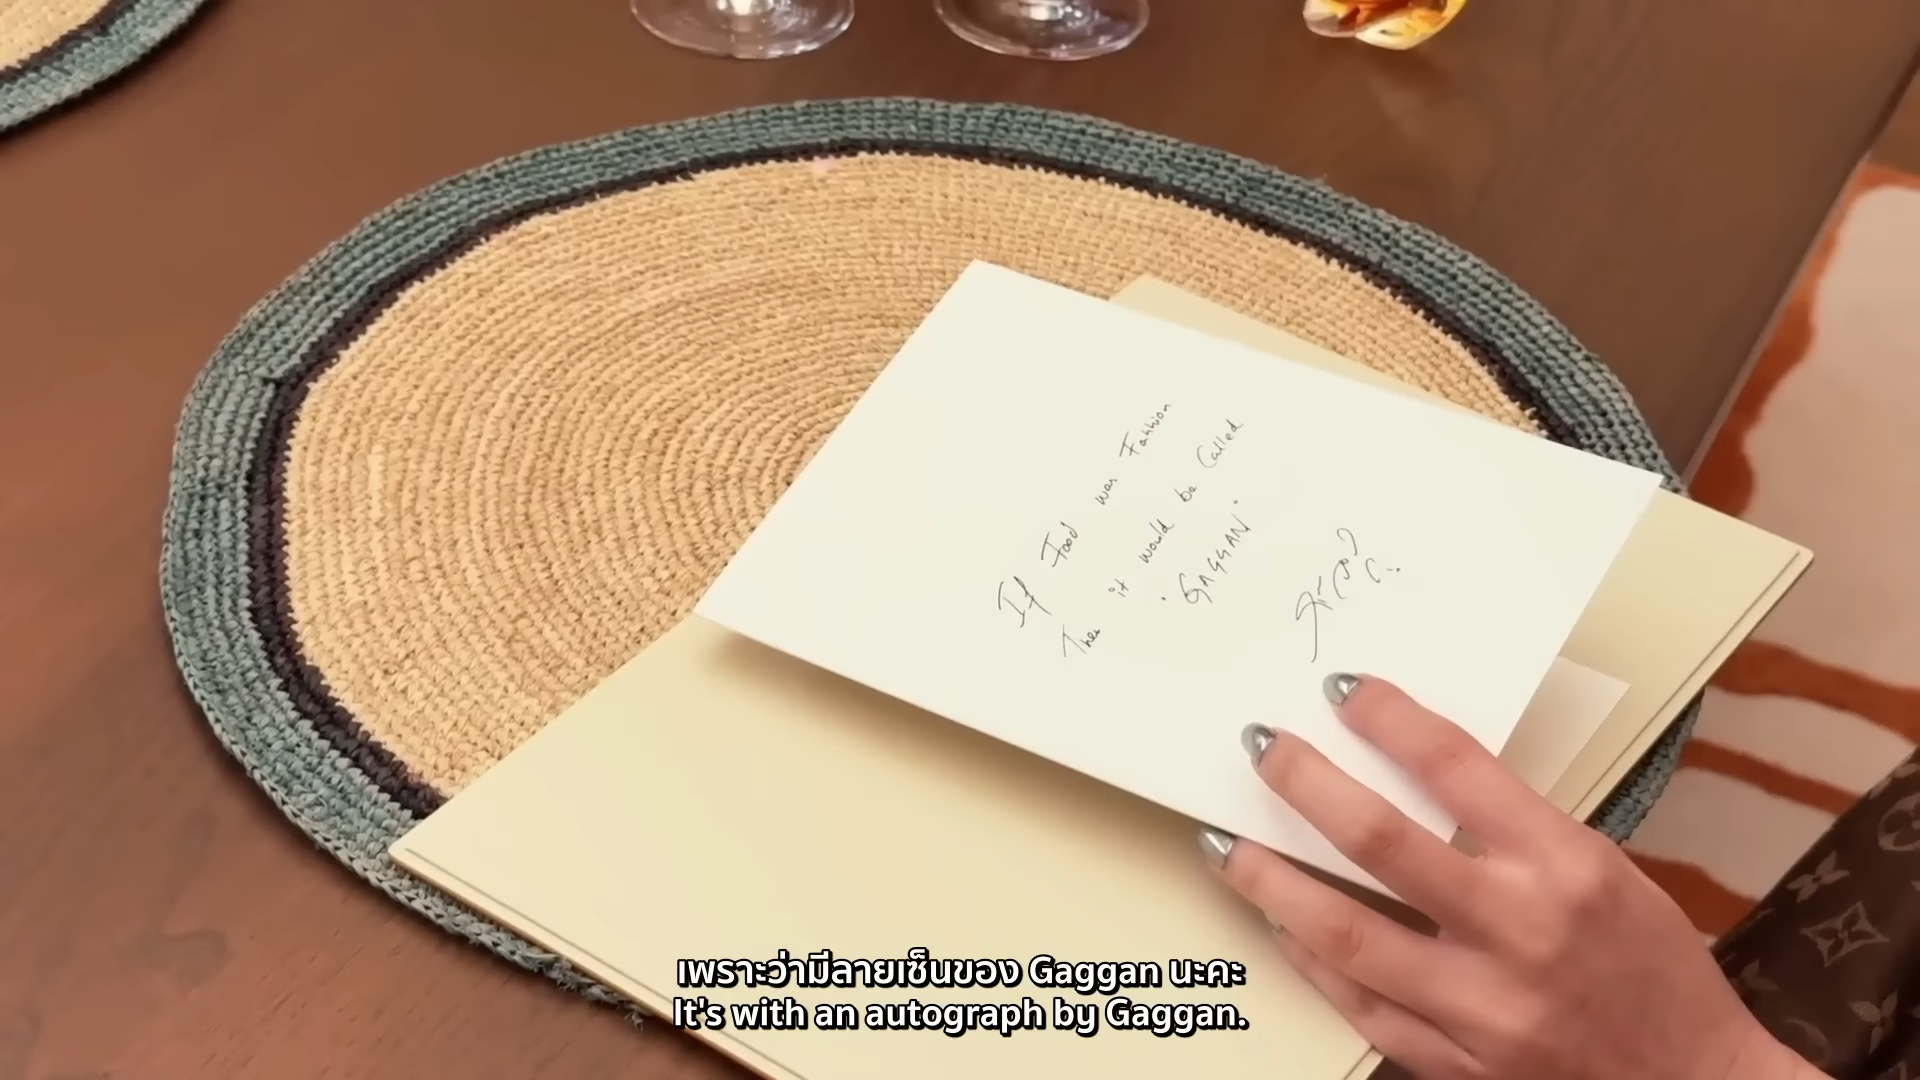 If Food was Fashion
Then it would be Called
"GAGGAN"
เพราะว่ามีลายเซ็นของ Gaggan นะคะ
It's with an autograph by Gaggan.